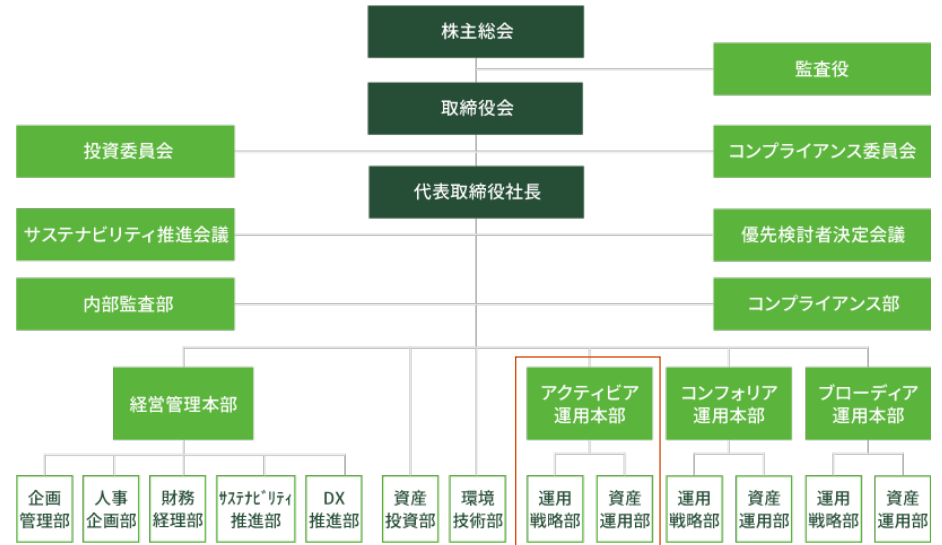 株主総会
監査役
取締役会
投資委員会
コンプライアンス委員会
代表取締役社長
サステナビリティ推進会議
優先検討者決定会議
内部監査部
コンプライアンス部
経営管理本部
アクティビア
運用本部
コンフォリア
運用本部
ブローディア
運用本部
企画
管理部
人事
企画部
財務
経理部
ｻｽﾃﾅﾋﾞﾘﾃｨ
推進部
DX
推進部
資産
投資部
環境
技術部
運用
戦略部
資産
運用部
運用
戦略部
資産
運用部
運用
戦略部
資産
運用部